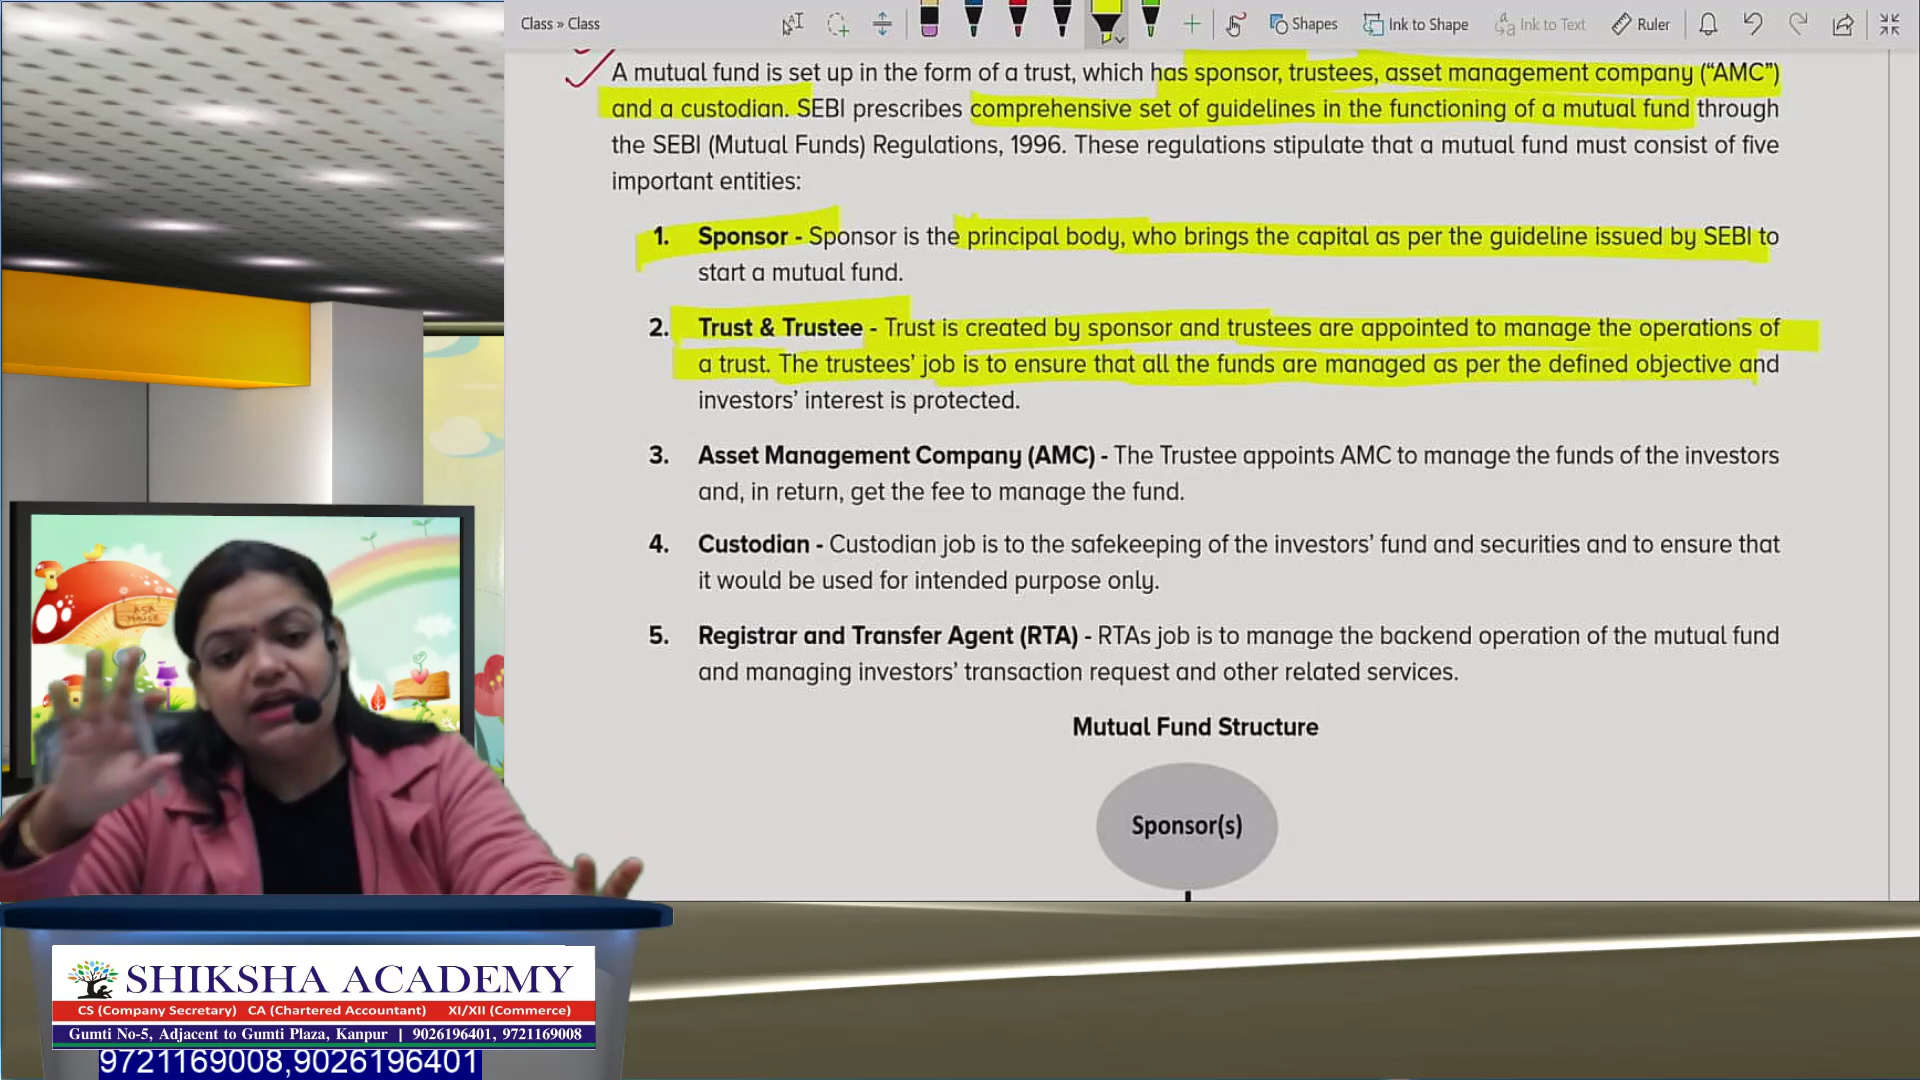 Class » Class
Shapes
Ink to Shape
Ink to Text
Ruler
A mutual fund is set up in the form of a trust, which has sponsor, trustees, asset management company (“AMC”)
and a custodian. SEBI prescribes comprehensive set of guidelines in the functioning of a mutual fund through
the SEBI (Mutual Funds) Regulations, 1996. These regulations stipulate that a mutual fund must consist of five
important entities:
1. Sponsor - Sponsor is the principal body, who brings the capital as per the guideline issued by SEBI to
start a mutual fund.
2. Trust & Trustee - Trust is created by sponsor and trustees are appointed to manage the operations of
a trust. The trustees’ job is to ensure that all the funds are managed as per the defined objective and
investors’ interest is protected.
3. Asset Management Company (AMC) - The Trustee appoints AMC to manage the funds of the investors
and, in return, get the fee to manage the fund.
4. Custodian - Custodian job is to the safekeeping of the investors’ fund and securities and to ensure that
it would be used for intended purpose only.
5. Registrar and Transfer Agent (RTA) - RTAs job is to manage the backend operation of the mutual fund
and managing investors’ transaction request and other related services.
Mutual Fund Structure
Sponsor(s)
ASA
House
SHIKSHA ACADEMY
CS (Company Secretary) CA (Chartered Accountant) XI/XII (Commerce)
Gumti No-5, Adjacent to Gumti Plaza, Kanpur | 9026196401, 9721169008
9721169008,9026196401